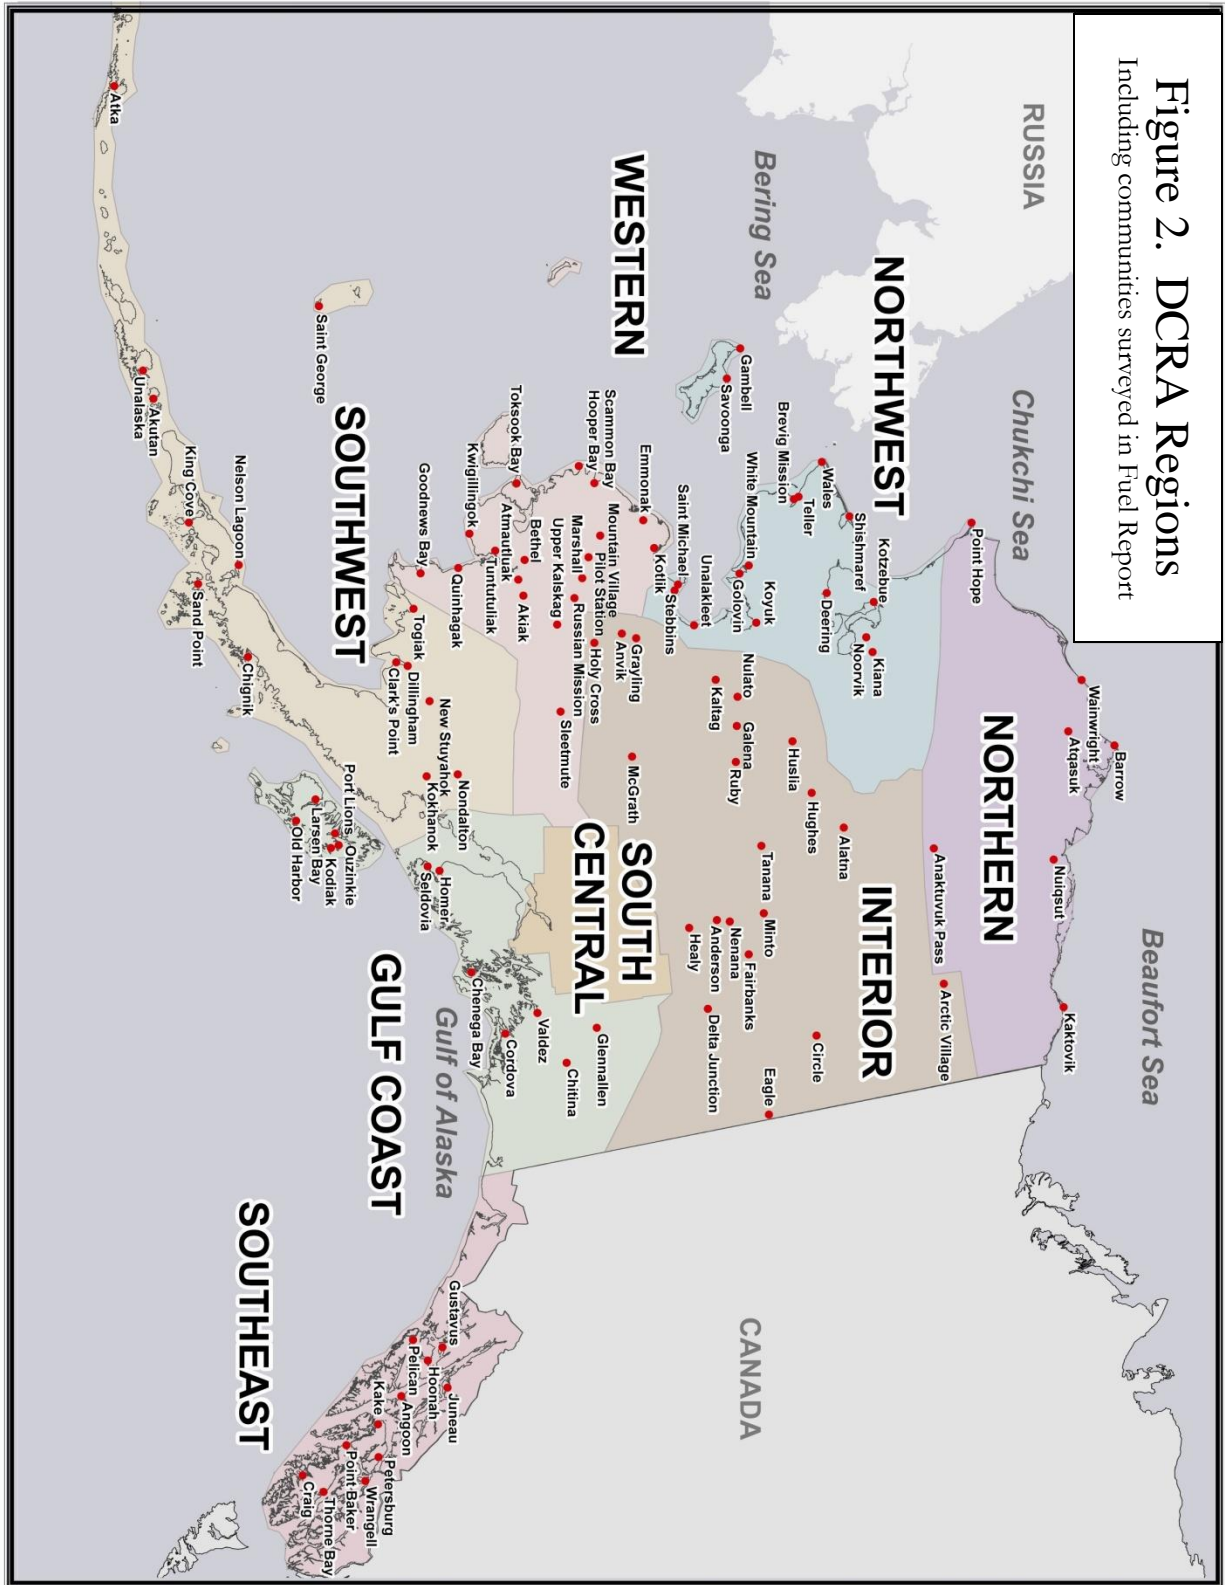 Figure 2. DCRA Regions
Including communities surveyed in Fuel Report
RUSSIA
Chukchi Sea
Beaufort Sea
Bering Sea
CANADA
Gulf of Alaska
NORTHWEST
NORTHERN
INTERIOR
WESTERN
SOUTH
CENTRAL
SOUTHWEST
GULF COAST
SOUTHEAST
Barrow
Wainwright
Atqasuk
Nuiqsut
Kaktovik
Point Hope
Anaktuvuk Pass
Arctic Village
Kotzebue
Kiana
Noorvik
Shishmaref
Deering
Wales
Teller
Brevig Mission
Koyuk
White Mountain
Golovin
Gambell
Savoonga
Unalakleet
Saint Michael
Stebbins
Alatna
Hughes
Huslia
Circle
Eagle
Nulato
Galena
Ruby
Kaltag
Tanana
Minto
Fairbanks
Nenana
Anderson
Healy
Delta Junction
Kotlik
Emmonak
Grayling
Anvik
McGrath
Scammon Bay
Hooper Bay
Mountain Village
Pilot Station
Holy Cross
Marshall
Russian Mission
Upper Kalskag
Sleetmute
Bethel
Akiak
Toksook Bay
Atmautluak
Tuntutuliak
Kwigillingok
Quinhagak
Goodnews Bay
Togiak
Dillingham
Clark's Point
New Stuyahok
Nondalton
Kokhanok
Glennallen
Chitina
Valdez
Cordova
Chenega Bay
Homer
Seldovia
Port Lions
Ouzinkie
Kodiak
Larsen Bay
Old Harbor
Saint George
Nelson Lagoon
Chignik
King Cove
Sand Point
Akutan
Unalaska
Atka
Gustavus
Juneau
Hoonah
Pelican
Angoon
Kake
Petersburg
Wrangell
Point Baker
Thorne Bay
Craig